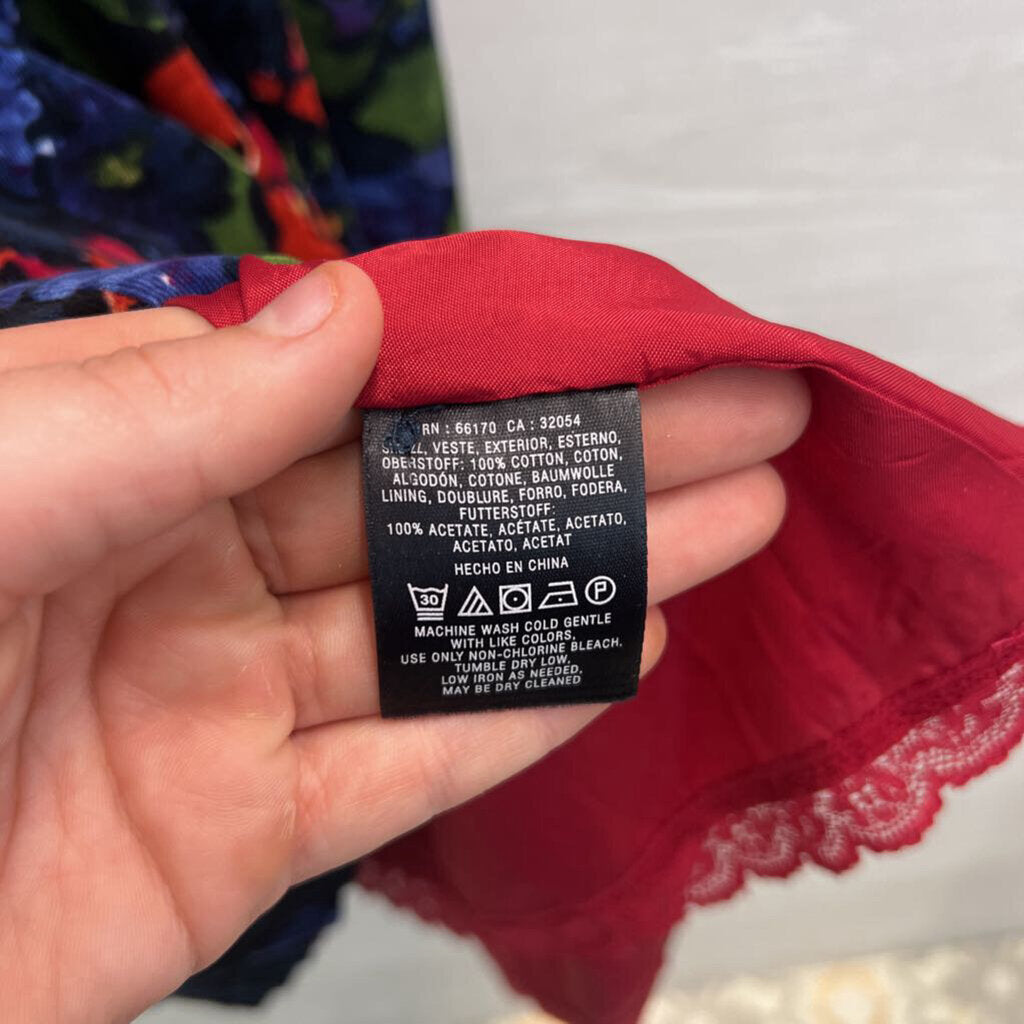 RN : 66170 CA : 32054
VESTE, EXTERIOR, ESTERNO,
OBERSTOFF: 100% COTTON, COTON,
ALGODÓN, COTONE, BAUMWOLLE
LINING, DOUBLURE, FORRO, FODERA,
FUTTERSTOFF:
100% ACETATE, ACÉTATE, ACETATO,
ACETATO, ACETAT
HECHO EN CHINA
30 P
MACHINE WASH COLD GENTLE
WITH LIKE COLORS,
USE ONLY NON-CHLORINE BLEACH.
TUMBLE DRY LOW,
LOW IRON AS NEEDED,
MAY BE DRY CLEANED